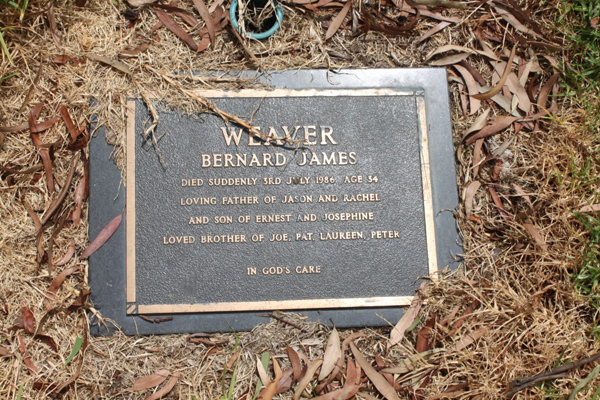 WEAVER
BERNARD JAMES
DIED SUDDENLY 3RD JULY 1986 AGE 34
LOVING FATHER OF JASON AND RACHEL
AND SON OF ERNEST AND JOSEPHINE
LOVED BROTHER OF JOE, PAT, LAUREEN, PETER
IN GOD'S CARE